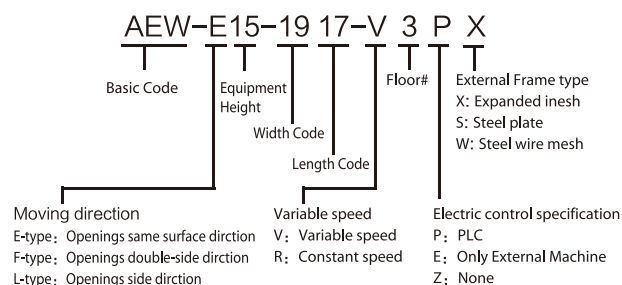 AEW-E15-19 17-V 3 P X
Basic Code
Equipment
Height
Width Code
Length Code
Floor#
External Frame type
X: Expanded inesh
S: Steel plate
W: Steel wire mesh
Moving direction
E-type: Openings same surface dirction
F-type: Openings double-side dirction
L-type: Openings side dirction
Variable speed
V: Variable speed
R: Constant speed
Electric control specification
P: PLC
E: Only External Machine
Z: None